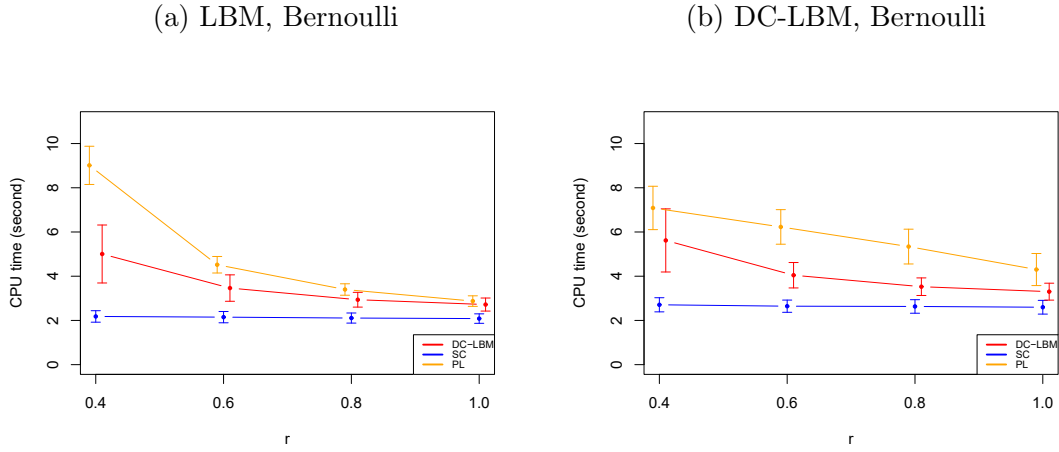 (a) LBM, Bernoulli
CPU time (second)
10
8
6
4
2
0
0.4 0.6 0.8 1.0
r
DC−LBM
SC
PL
(b) DC-LBM, Bernoulli
CPU time (second)
10
8
6
4
2
0
0.4 0.6 0.8 1.0
r
DC−LBM
SC
PL